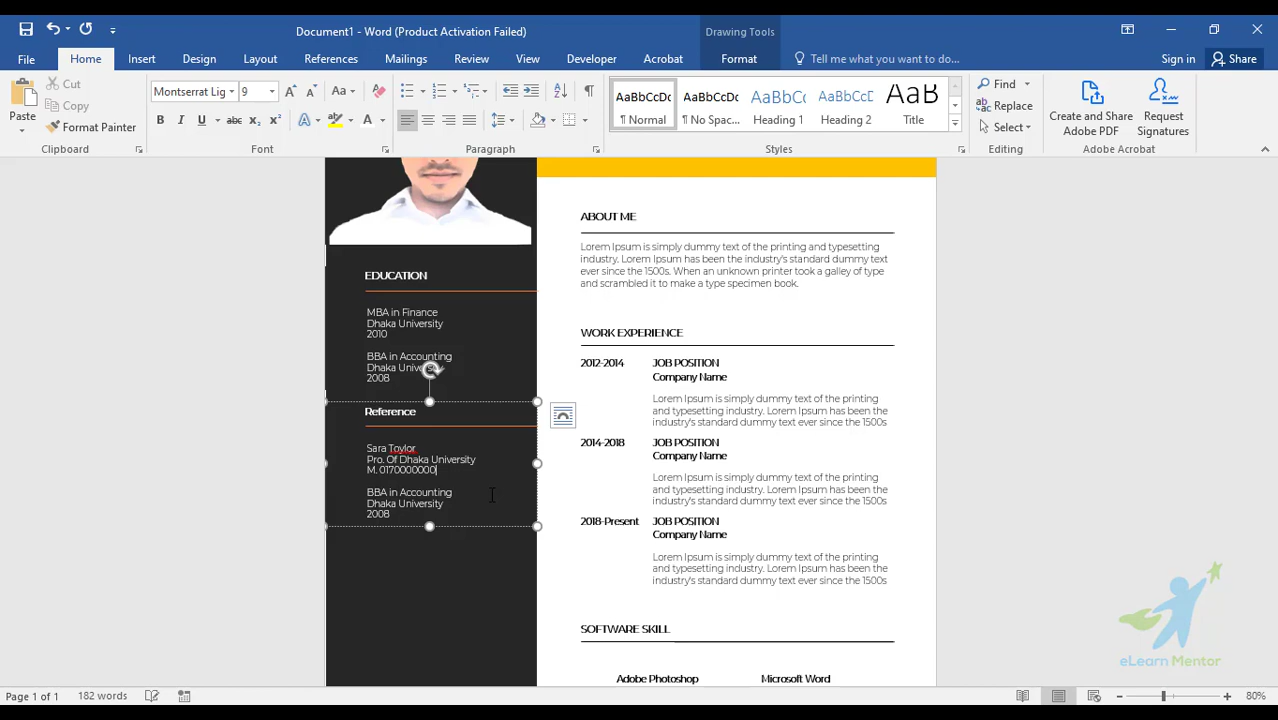 Document1 - Word (Product Activation Failed)
Drawing Tools
File
Home
Insert
Design
Layout
References
Mailings
Review
View
Developer
Acrobat
Format
Tell me what you want to do...
Sign in
Share
Paste
Cut
Copy
Format Painter
Clipboard
Montserrat Lig
9
Font
Paragraph
AaBbCcDc
¶ Normal
AaBbCcDc
¶ No Spac...
AaBbCc
Heading 1
AaBbCcC
Heading 2
AaB
Title
Styles
Find
Replace
Select
Editing
Create and Share
Adobe PDF
Request
Signatures
Adobe Acrobat
EDUCATION
MBA in Finance
Dhaka University
2010
BBA in Accounting
Dhaka University
2008
Reference
Sara Toylor
Pro. Of Dhaka University
M. 0170000000
BBA in Accounting
Dhaka University
2008
ABOUT ME
Lorem Ipsum is simply dummy text of the printing and typesetting
industry. Lorem Ipsum has been the industry's standard dummy text
ever since the 1500s. When an unknown printer took a galley of type
and scrambled it to make a type specimen book.
WORK EXPERIENCE
2012-2014 JOB POSITION
Company Name
Lorem Ipsum is simply dummy text of the printing
and typesetting industry. Lorem Ipsum has been the
industry's standard dummy text ever since the 1500s
2014-2018 JOB POSITION
Company Name
Lorem Ipsum is simply dummy text of the printing
and typesetting industry. Lorem Ipsum has been the
industry's standard dummy text ever since the 1500s
2018-Present JOB POSITION
Company Name
Lorem Ipsum is simply dummy text of the printing
and typesetting industry. Lorem Ipsum has been the
industry's standard dummy text ever since the 1500s
SOFTWARE SKILL
Adobe Photoshop
Microsoft Word
eLearn Mentor
Page 1 of 1
182 words
80%